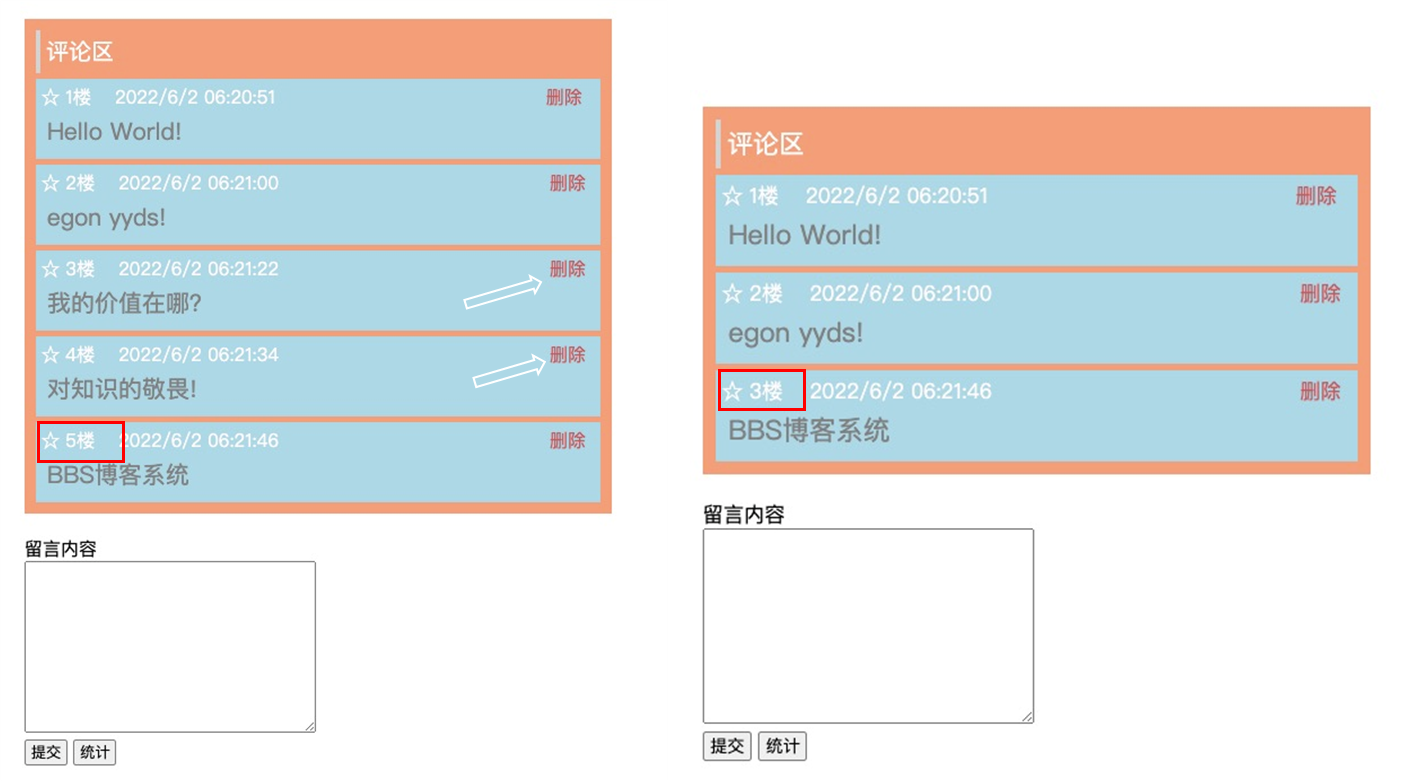 评论区
☆ 1楼 2022/6/2 06:20:51 删除
Hello World!
☆ 2楼 2022/6/2 06:21:00 删除
egon yyds!
☆ 3楼 2022/6/2 06:21:22 删除
我的价值在哪?
☆ 4楼 2022/6/2 06:21:34 删除
对知识的敬畏!
☆ 5楼 2022/6/2 06:21:46 删除
BBS博客系统
留言内容
提交 统计
评论区
☆ 1楼 2022/6/2 06:20:51 删除
Hello World!
☆ 2楼 2022/6/2 06:21:00 删除
egon yyds!
☆ 3楼 2022/6/2 06:21:46 删除
BBS博客系统
留言内容
提交 统计